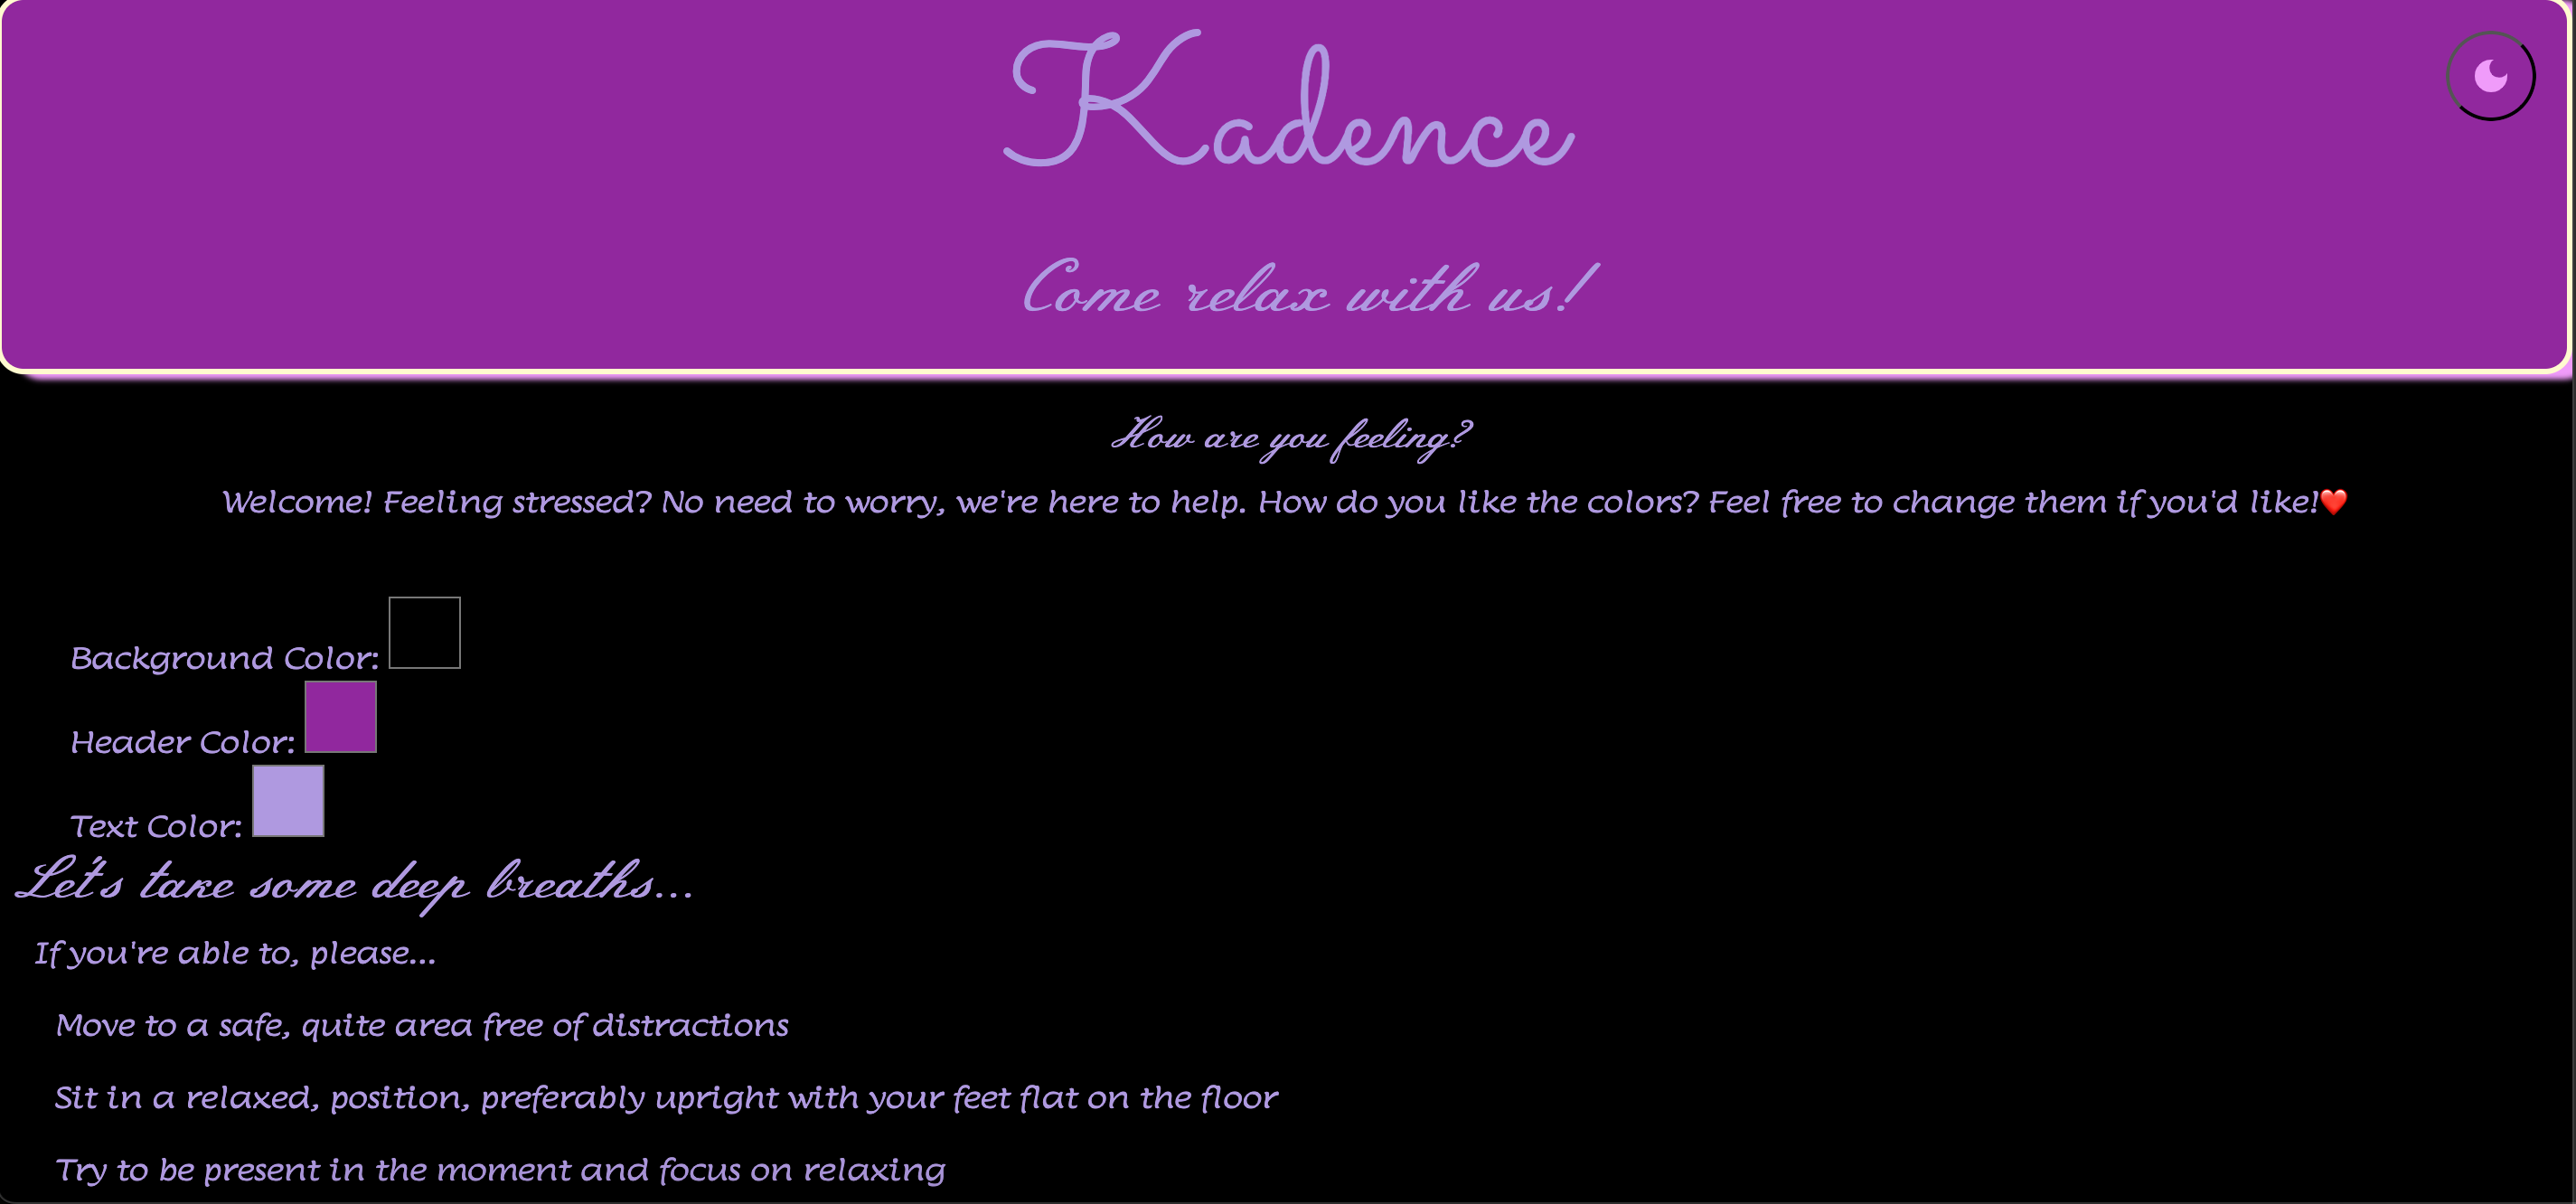 Kadence
Come relax with us!
How are you feeling?
Welcome! Feeling stressed? No need to worry, we're here to help. How do you like the colors? Feel free to change them if you'd like!❤️
Background Color:
Header Color:
Text Color:
Let's take some deep breaths...
If you're able to, please...
Move to a safe, quite area free of distractions
Sit in a relaxed, position, preferably upright with your feet flat on the floor
Try to be present in the moment and focus on relaxing